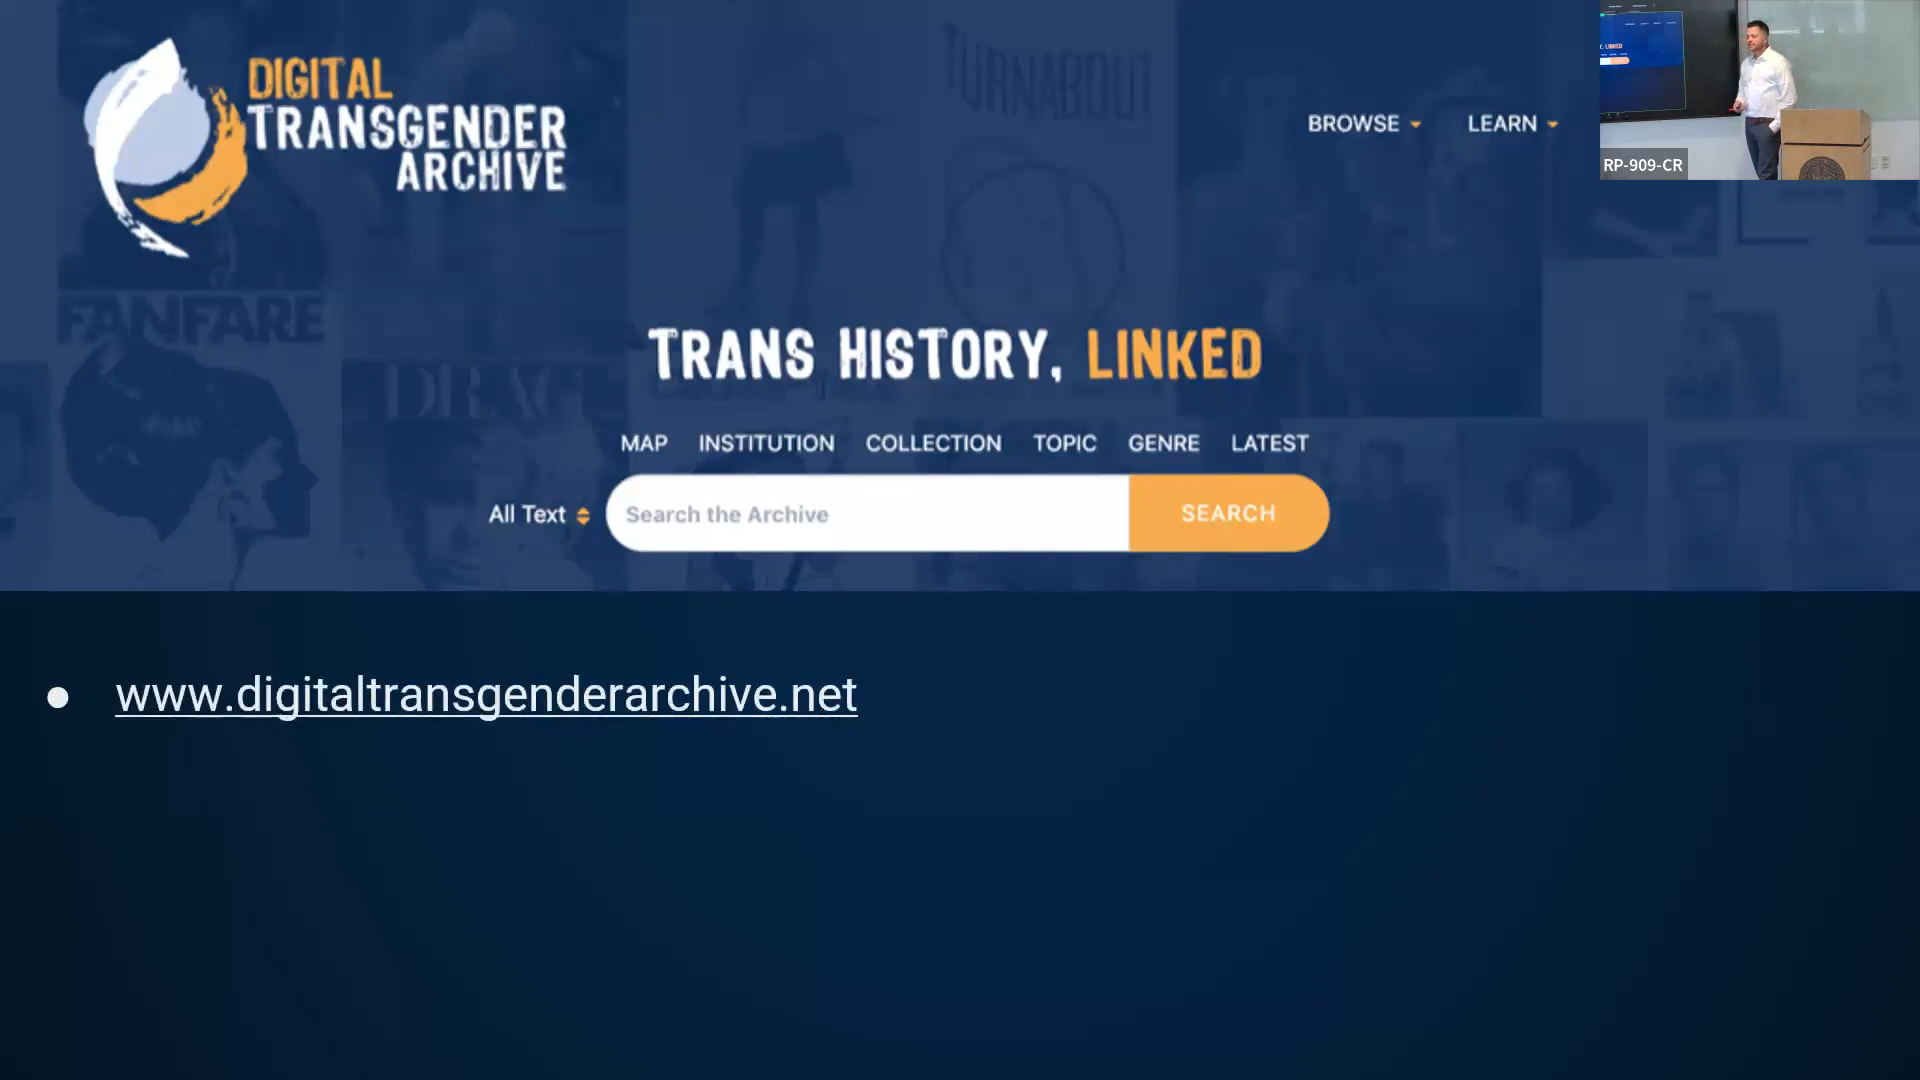 DIGITAL
TRANSGENDER
ARCHIVE
TURNABOUT
BROWSE
LEARN
RP-909-CR
FANFARE
DRAG
TRANS HISTORY, LINKED
MAP INSTITUTION COLLECTION TOPIC GENRE LATEST
All Text Search the Archive SEARCH
• www.digitaltransgenderarchive.net